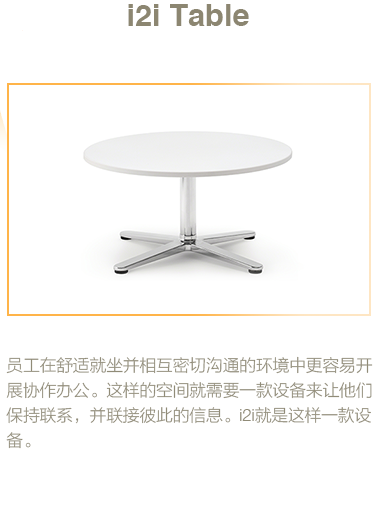 i2i Table
员工在舒适就坐并相互密切沟通的环境中更容易开
展协作办公。这样的空间就需要一款设备来让他们
保持联系，并联接彼此的信息。i2i就是这样一款设
备。